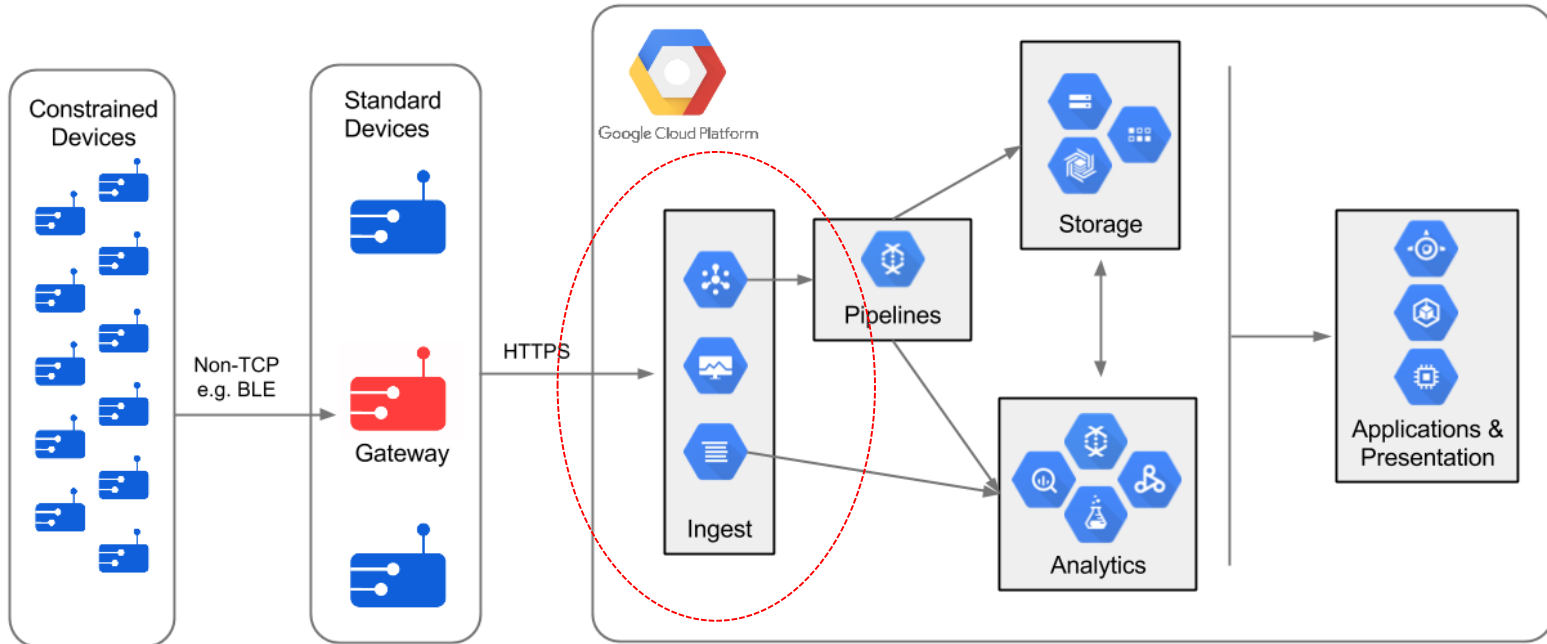 Constrained
Devices
Non-TCP
e.g. BLE
Standard
Devices
Gateway
HTTPS
Google Cloud Platform
Ingest
Pipelines
Storage
Analytics
Applications &
Presentation